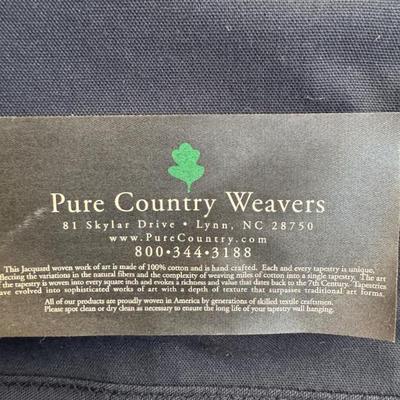 Pure Country Weavers
81 Skylar Drive • Lynn, NC 28750
www.PureCountry.com
800·344·3188
This Jacquard woven work of art is made of 100% cotton and is hand crafted. Each and every tapestry is unique,
flecting the variations in the natural fibers and the complexity of weaving miles of cotton into a single tapestry. The art
f the tapestry is woven into every square inch and evokes a richness and value that dates back to the 7th Century. Tapestries
ave evolved into sophisticated works of art with a depth of texture that surpasses traditional art forms.
All of our products are proudly woven in America by generations of skilled textile craftsmen.
Please spot clean or dry clean as necessary to ensure the long life of your tapestry wall hanging.